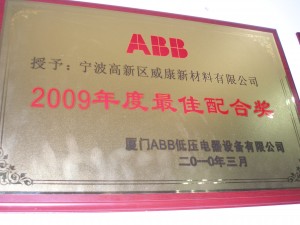 ABB
授予：宁波高新区威康新材料有限公司
2009年度最佳配合奖
厦门ABB低压电器设备有限公司
二〇一〇年三月